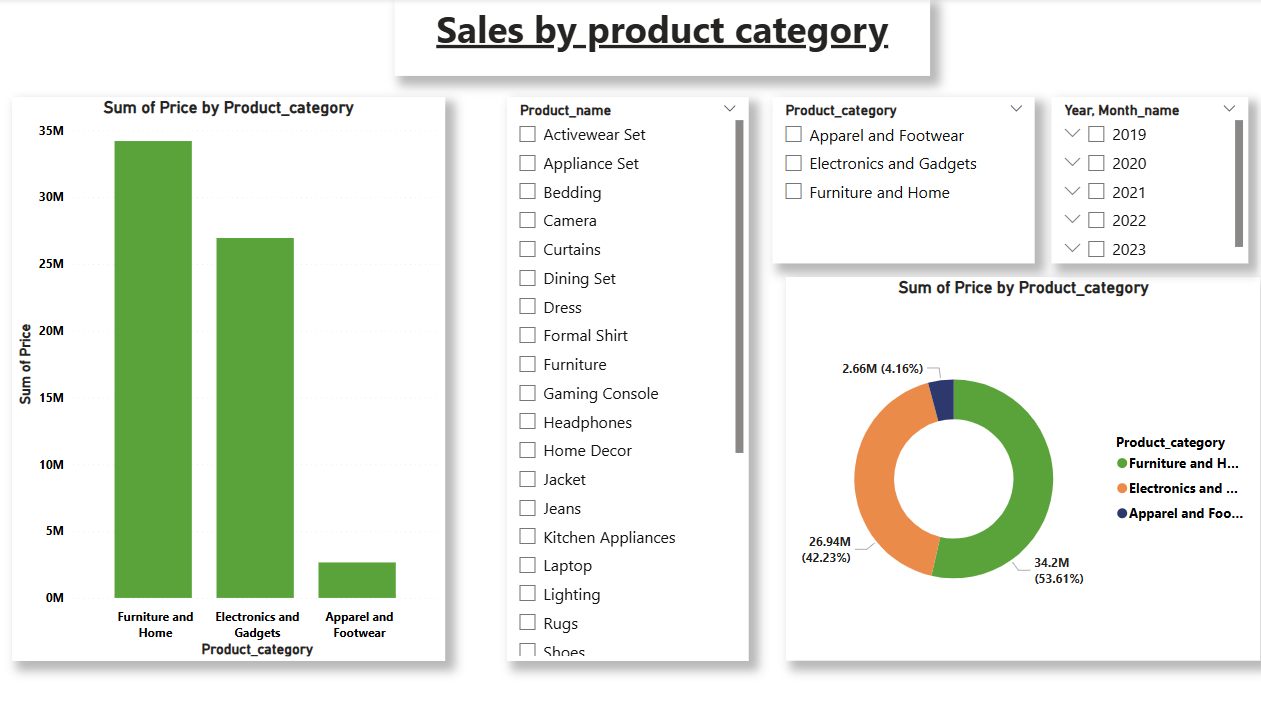 Sales by product category
Sum of Price by Product_category
35M
30M
25M
20M
15M
10M
5M
0M
Sum of Price
Furniture and
Home
Electronics and
Gadgets
Apparel and
Footwear
Product_category
Product_name
Activewear Set
Appliance Set
Bedding
Camera
Curtains
Dining Set
Dress
Formal Shirt
Furniture
Gaming Console
Headphones
Home Decor
Jacket
Jeans
Kitchen Appliances
Laptop
Lighting
Rugs
Shoes
Product_category
Apparel and Footwear
Electronics and Gadgets
Furniture and Home
Year, Month_name
2019
2020
2021
2022
2023
Sum of Price by Product_category
2.66M (4.16%)
26.94M
(42.23%)
34.2M
(53.61%)
Product_category
Furniture and H...
Electronics and ...
Apparel and Foo...